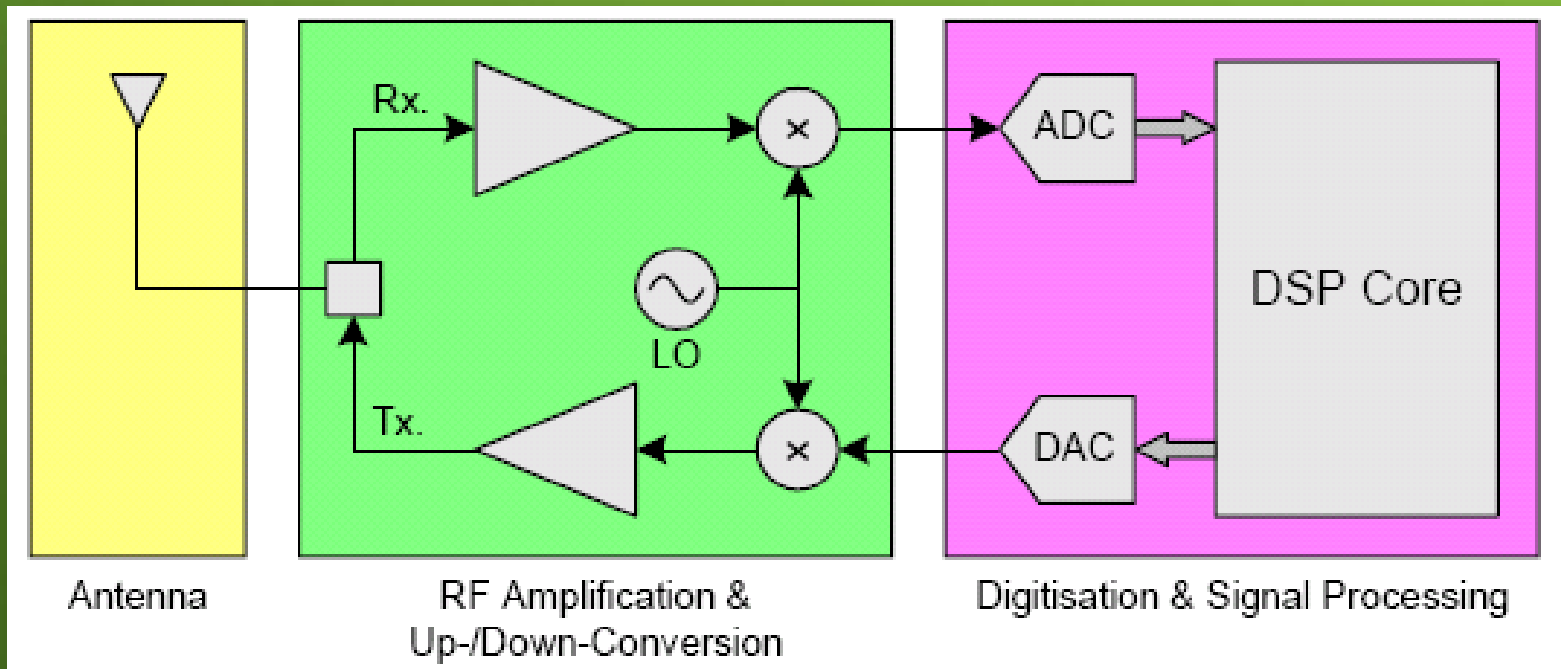 Rx.
ADC
DSP Core
LO
Tx.
DAC
Antenna
RF Amplification &
Up-/Down-Conversion
Digitisation & Signal Processing